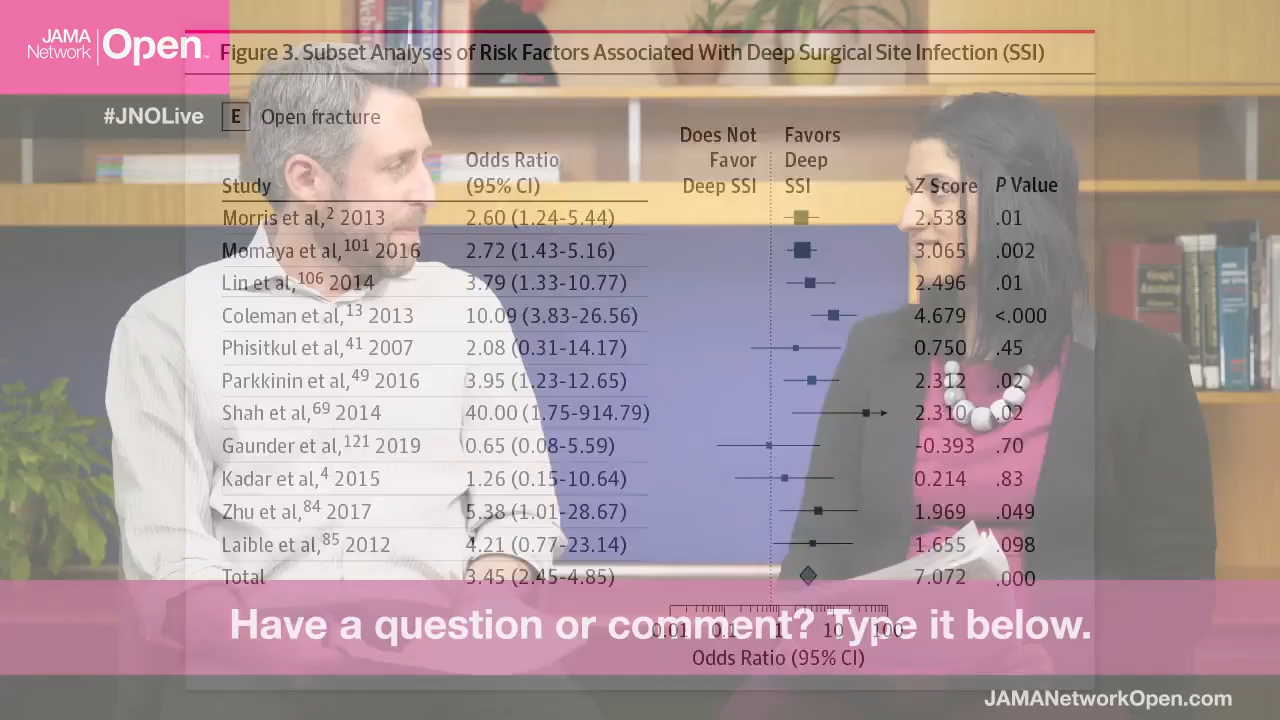 JAMA
Network
Open™
Figure 3. Subset Analyses of Risk Factors Associated With Deep Surgical Site Infection (SSI)
#JNOLive
E Open fracture
Does Not Favor Deep SSI
Favors Deep SSI
Study
Odds Ratio (95% CI)
Z Score
P Value
Morris et al,2 2013 2.60 (1.24-5.44) 2.538 .01
Momaya et al,101 2016 2.72 (1.43-5.16) 3.065 .002
Lin et al,106 2014 3.79 (1.33-10.77) 2.496 .01
Coleman et al,13 2013 10.09 (3.83-26.56) 4.679 <.000
Phisitkul et al,41 2007 2.08 (0.31-14.17) 0.750 .45
Parkkinin et al,49 2016 3.95 (1.23-12.65) 2.312 .02
Shah et al,69 2014 40.00 (1.75-914.79) 2.310 .02
Gaunder et al,121 2019 0.65 (0.08-5.59) -0.393 .70
Kadar et al,4 2015 1.26 (0.15-10.64) 0.214 .83
Zhu et al,84 2017 5.38 (1.01-28.67) 1.969 .049
Laible et al,85 2012 4.21 (0.77-23.14) 1.655 .098
Total 3.45 (2.45-4.85) 7.072 .000
Have a question or comment? Type it below.
0.01 0.1 1 10 100
Odds Ratio (95% CI)
JAMANetworkOpen.com